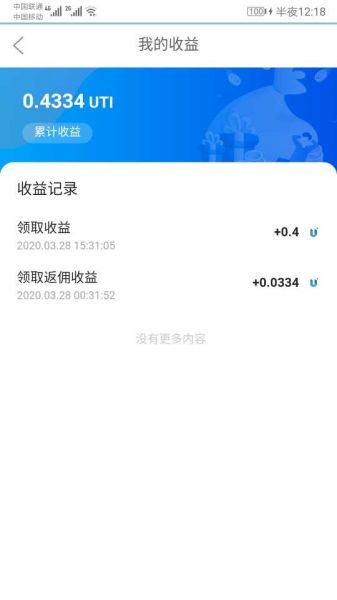 中国联通 46 2G
中国移动
100 半夜12:18
我的收益
0.4334 UTI
累计收益
收益记录
领取收益
+0.4
2020.03.28 15:31:05
领取返佣收益
+0.0334
2020.03.28 00:31:52
没有更多内容